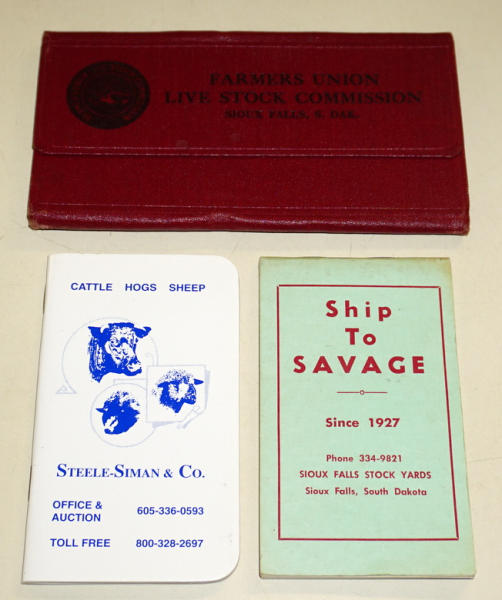 FARMERS UNION
LIVE STOCK COMMISSION
SIOUX FALLS, S. DAK.
CATTLE HOGS SHEEP
STEELE-SIMAN & CO.
OFFICE &
AUCTION 605-336-0593
TOLL FREE 800-328-2697
Ship
To
SAVAGE
Since 1927
Phone 334-9821
SIOUX FALLS STOCK YARDS
Sioux Falls, South Dakota